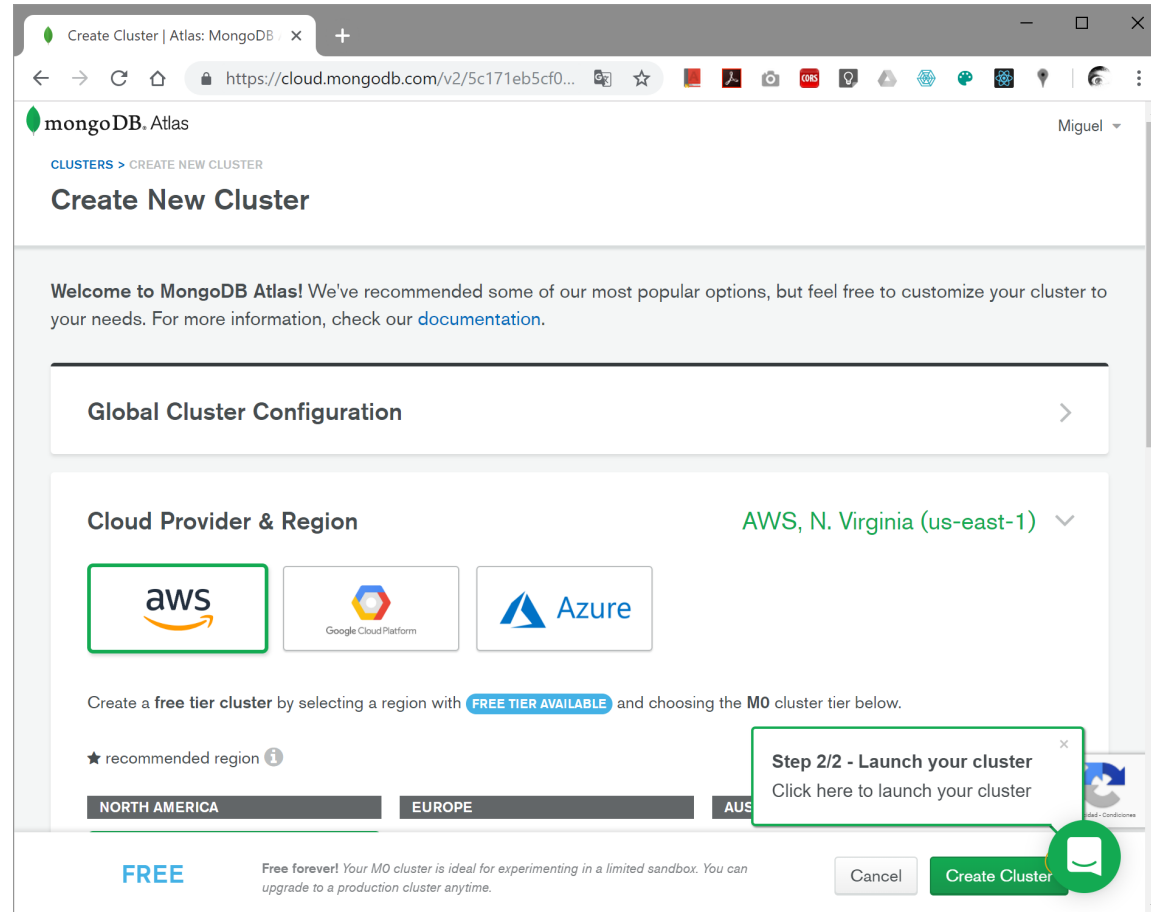 Create Cluster | Atlas: MongoDB
https://cloud.mongodb.com/v2/5c171eb5cf0...
CORS
mongoDB. Atlas
Miguel
CLUSTERS > CREATE NEW CLUSTER
Create New Cluster
Welcome to MongoDB Atlas! We've recommended some of our most popular options, but feel free to customize your cluster to
your needs. For more information, check our documentation.
Global Cluster Configuration
Cloud Provider & Region
AWS, N. Virginia (us-east-1)
aws
Google Cloud Platform
Azure
Create a free tier cluster by selecting a region with FREE TIER AVAILABLE and choosing the M0 cluster tier below.
★ recommended region i
Step 2/2 - Launch your cluster
Click here to launch your cluster
NORTH AMERICA
EUROPE
AUS
Condiciones
FREE
Free forever! Your M0 cluster is ideal for experimenting in a limited sandbox. You can
upgrade to a production cluster anytime.
Cancel
Create Cluster